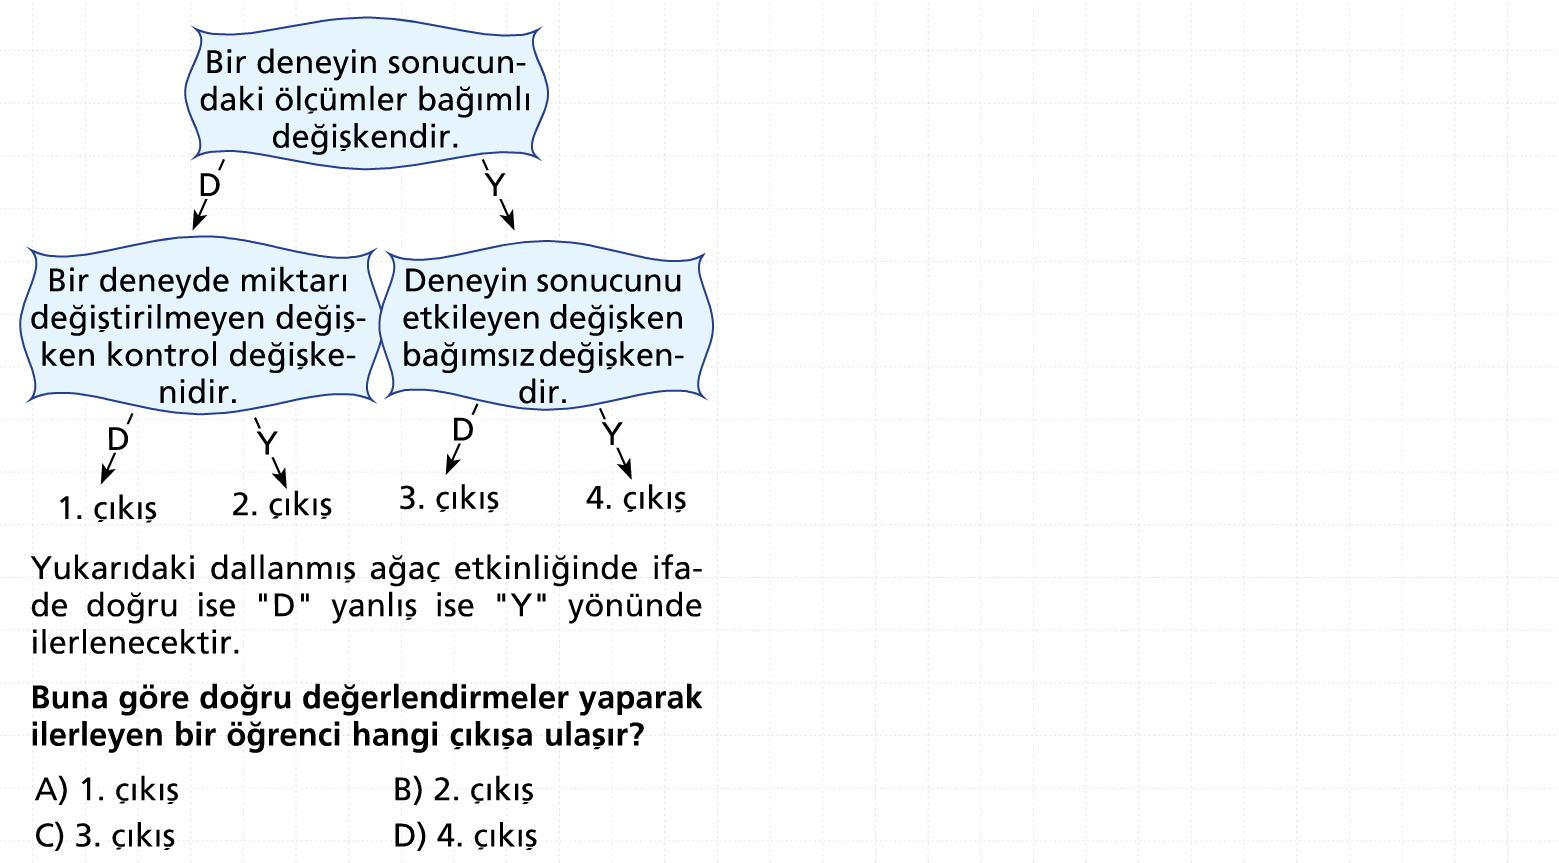 Bir deneyin sonucun-
daki ölçümler bağımlı
değişkendir.
D
Y
Bir deneyde miktarı
değiştirilmeyen değiş-
ken kontrol değişke-
nidir.
Deneyin sonucunu
etkileyen değişken
bağımsız değişken-
dir.
D
Y
D
Y
1. çıkış
2. çıkış
3. çıkış
4. çıkış
Yukarıdaki dallanmış ağaç etkinliğinde ifa-
de doğru ise "D" yanlış ise "Y" yönünde
ilerlenecektir.
Buna göre doğru değerlendirmeler yaparak
ilerleyen bir öğrenci hangi çıkışa ulaşır?
A) 1. çıkış
B) 2. çıkış
C) 3. çıkış
D) 4. çıkış